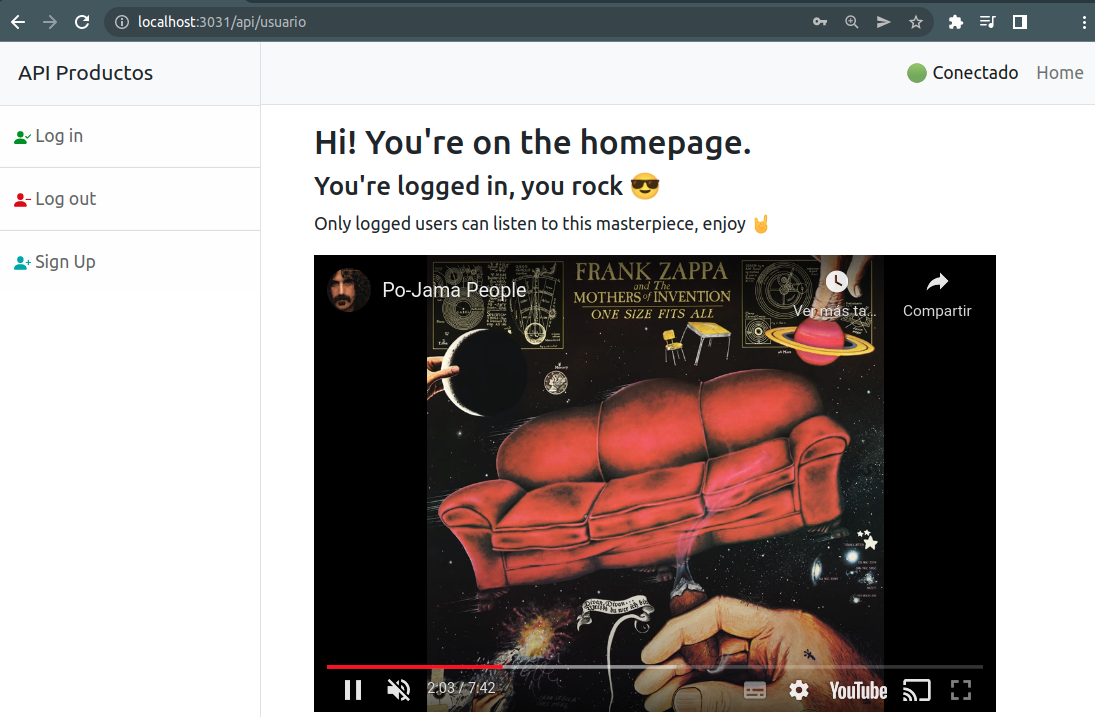 localhost:3031/api/usuario
API Productos
Conectado Home
Log in
Log out
Sign Up
Hi! You're on the homepage.
You're logged in, you rock 😎
Only logged users can listen to this masterpiece, enjoy 🤘
Po-Jama People
Ver más ta...
Compartir
FRANK ZAPPA
and The
MOTHERS of INVENTION
ONE SIZE FITS ALL
2:03 / 7:42
YouTube